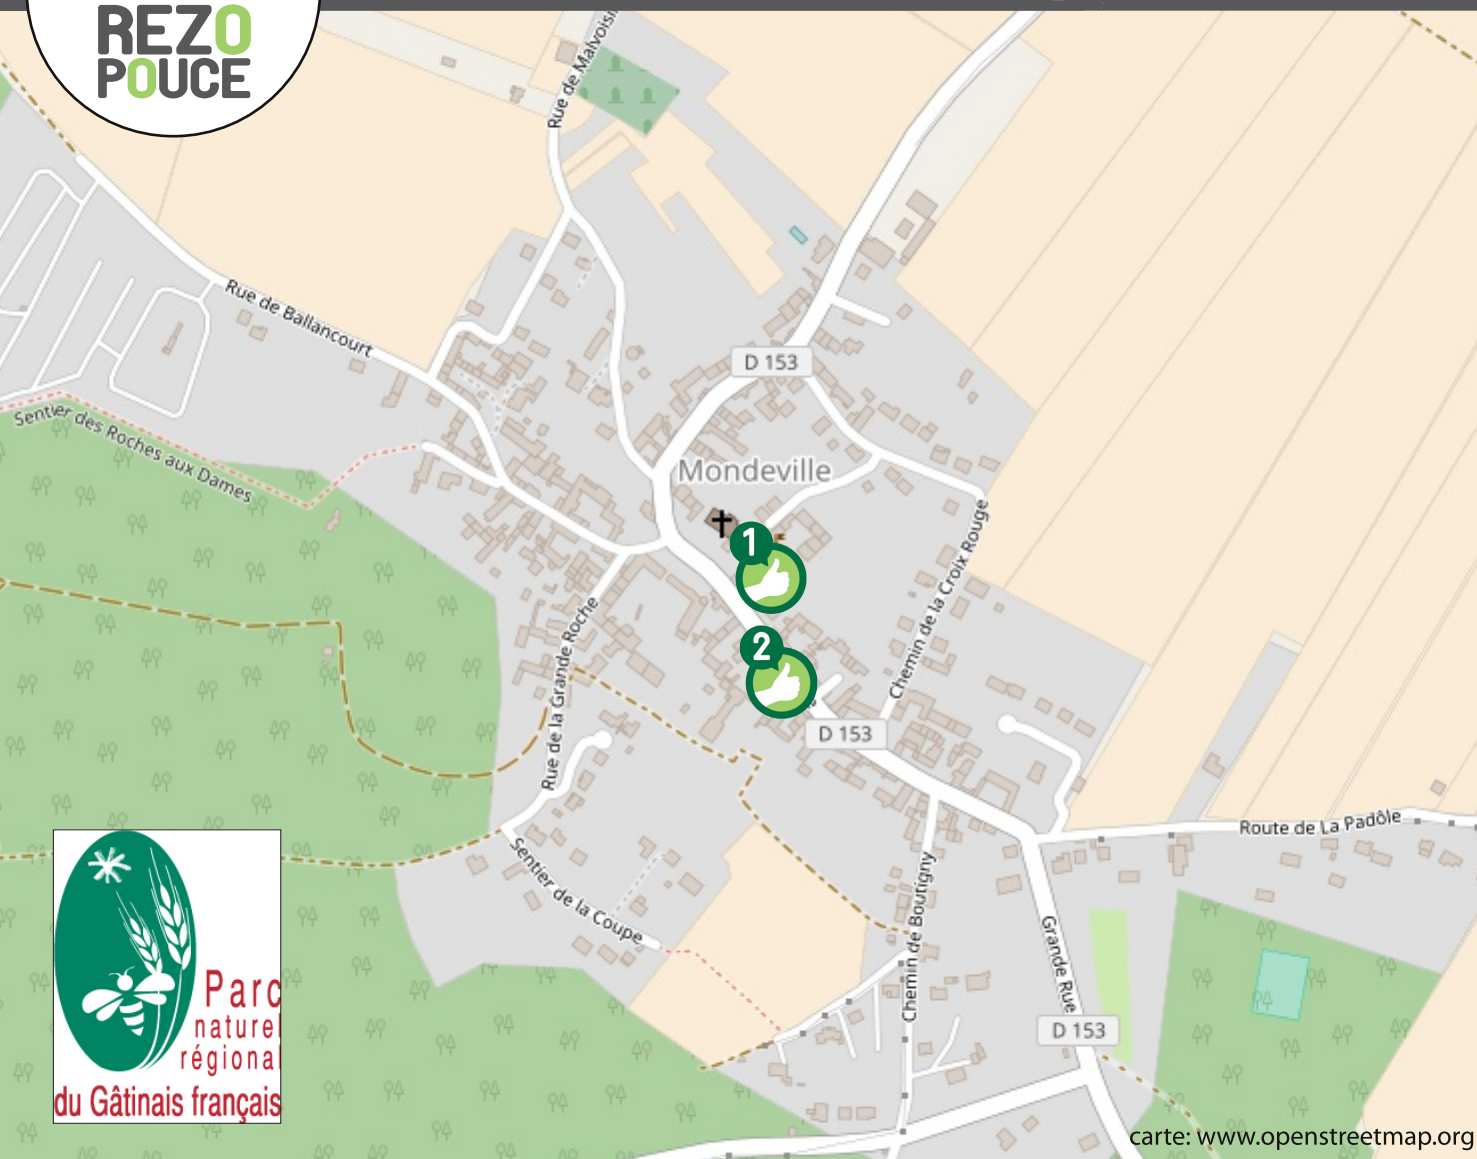 REZO
POUCE
Rue de Malvoisi
Rue de Ballancourt
D 153
Sentier des Roches aux Dames
Mondeville
Chemin de la Croix Rouge
1
2
Rue de la Grande Roche
D 153
Route de La Padôle
Sentier de la Coupe
Chemin de Boutigny
Grande Rue
D 153
Parc
naturel
régional
du Gâtinais français
carte: www.openstreetmap.org